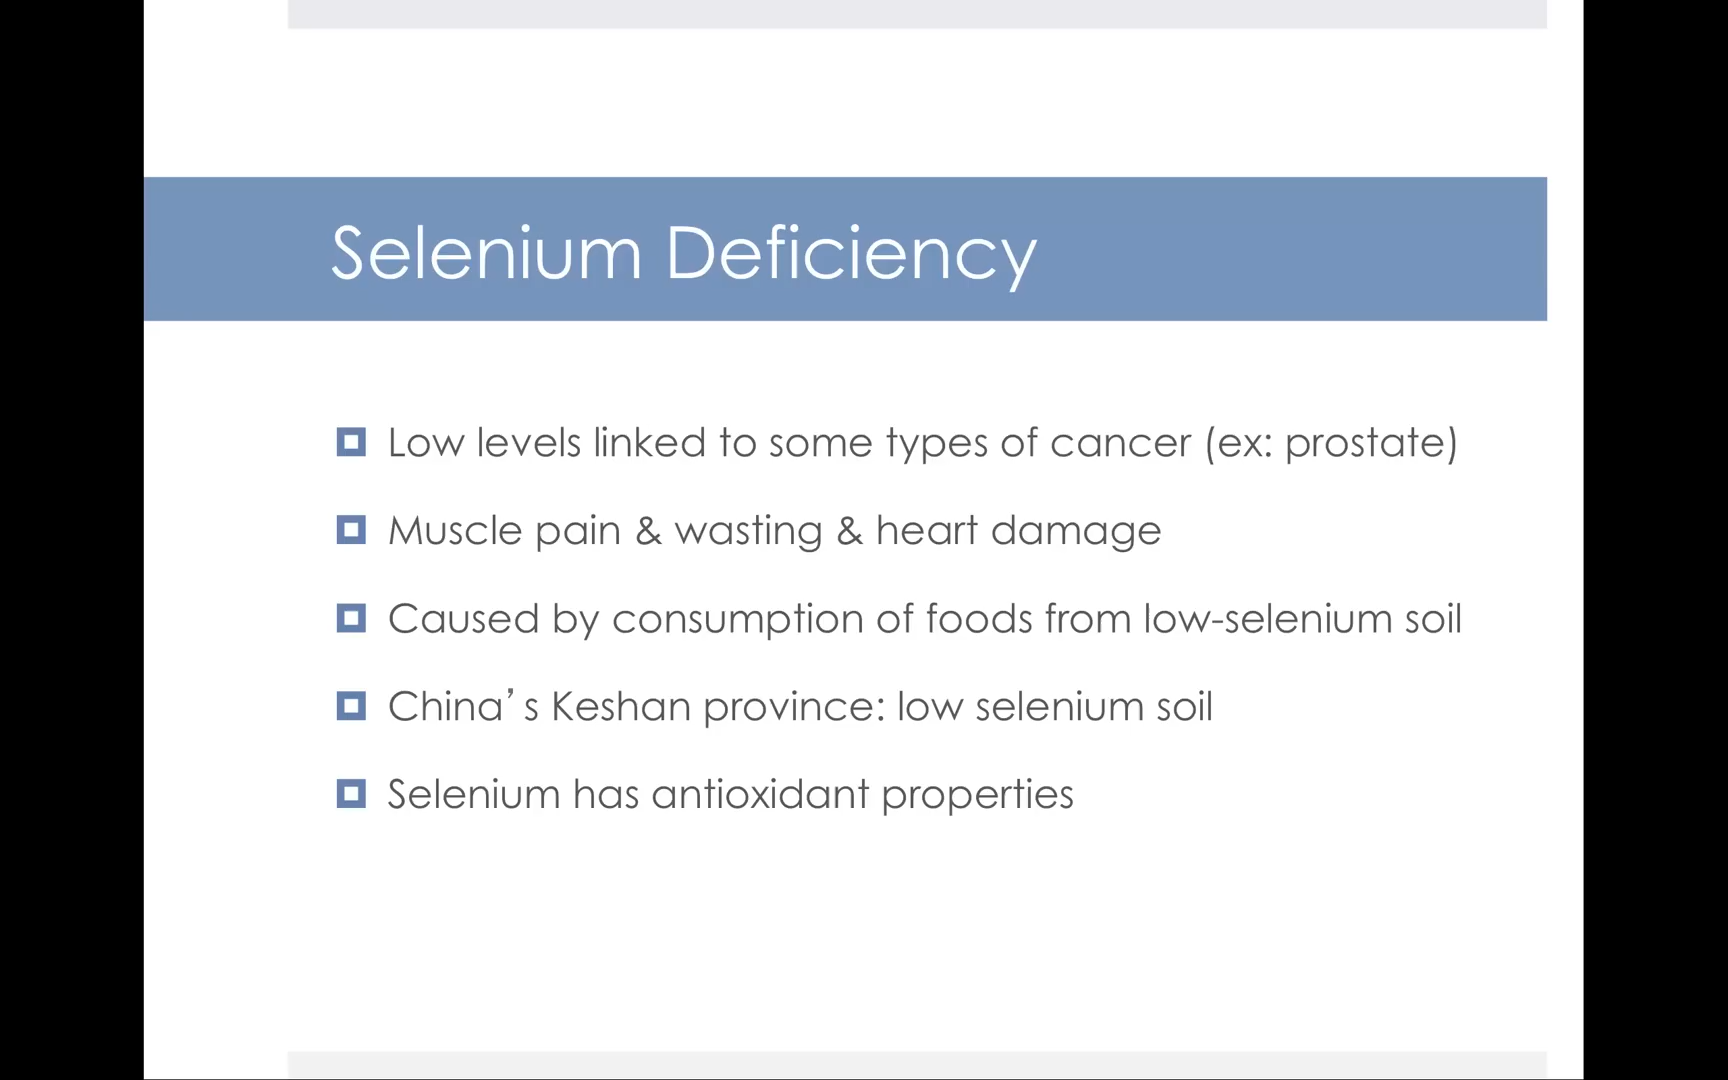 Selenium Deficiency
Low levels linked to some types of cancer (ex: prostate)
Muscle pain & wasting & heart damage
Caused by consumption of foods from low-selenium soil
China’s Keshan province: low selenium soil
Selenium has antioxidant properties